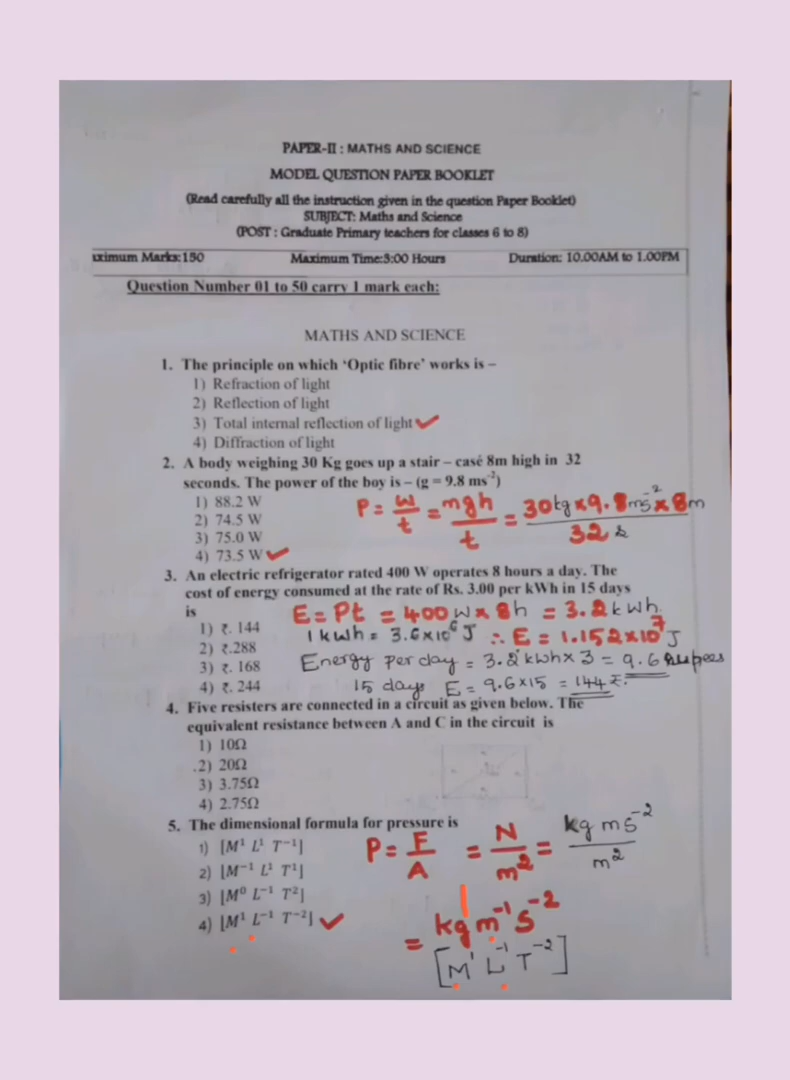 PAPER-II : MATHS AND SCIENCE
MODEL QUESTION PAPER BOOKLET
(Read carefully all the instruction given in the question Paper Booklet)
SUBJECT: Maths and Science
(POST : Graduate Primary teachers for classes 6 to 8)
ximum Marks:150 Maximum Time:3:00 Hours Duration: 10.00AM to 1.00PM
Question Number 01 to 50 carry 1 mark each:
MATHS AND SCIENCE
1. The principle on which ‘Optic fibre’ works is –
1) Refraction of light
2) Reflection of light
3) Total internal reflection of light ✓
4) Diffraction of light
2. A body weighing 30 Kg goes up a stair – case 8m high in 32
seconds. The power of the boy is – (g = 9.8 ms⁻²)
1) 88.2 W
2) 74.5 W
3) 75.0 W
4) 73.5 W ✓
P = W/t = mgh/t = 30kg x 9.8ms⁻² x 8m / 32 s
3. An electric refrigerator rated 400 W operates 8 hours a day. The
cost of energy consumed at the rate of Rs. 3.00 per kWh in 15 days
is E = Pt = 400W x 8h = 3.2kWh.
1) ₹. 144 1kwh = 3.6x10⁶ J ∴ E = 1.152x10⁷ J
2) ₹.288 Energy per day = 3.2 kwh x 3 = 9.6 Rupees
3) ₹. 168
4) ₹. 244 15 days E = 9.6x15 = 144 ₹.
4. Five resisters are connected in a circuit as given below. The
equivalent resistance between A and C in the circuit is
1) 10Ω
.2) 20Ω
3) 3.75Ω
4) 2.75Ω
5. The dimensional formula for pressure is
1) [M¹ L¹ T⁻¹]
2) [M⁻¹ L¹ T¹]
3) [M⁰ L⁻¹ T²]
4) [M¹ L⁻¹ T⁻²] ✓
P = F/A = N/m² = kg ms⁻²/m²
= kg m⁻¹ s⁻²
[M¹ L⁻¹ T⁻²]